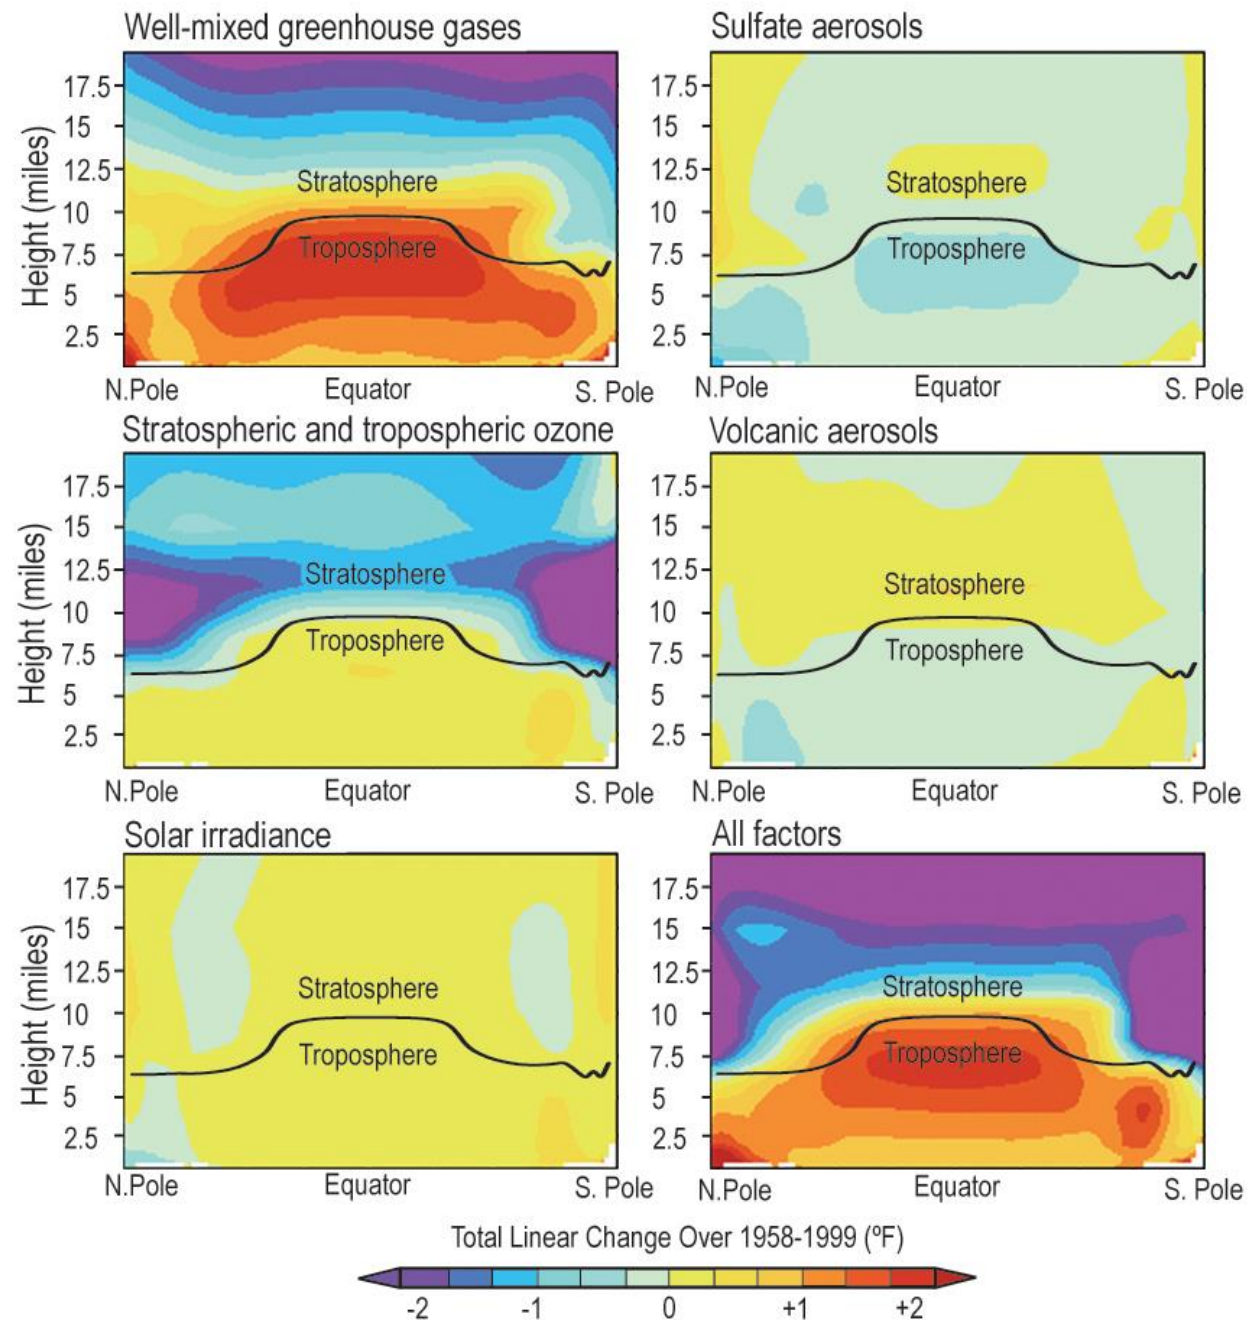 Well-mixed greenhouse gases
Height (miles)
17.5
15
12.5
10
7.5
5
2.5
Stratosphere
Troposphere
N.Pole Equator S. Pole
Sulfate aerosols
17.5
15
12.5
10
7.5
5
2.5
Stratosphere
Troposphere
N.Pole Equator S. Pole
Stratospheric and tropospheric ozone
Height (miles)
17.5
15
12.5
10
7.5
5
2.5
Stratosphere
Troposphere
N.Pole Equator S. Pole
Volcanic aerosols
17.5
15
12.5
10
7.5
5
2.5
Stratosphere
Troposphere
N.Pole Equator S. Pole
Solar irradiance
Height (miles)
17.5
15
12.5
10
7.5
5
2.5
Stratosphere
Troposphere
N.Pole Equator S. Pole
All factors
17.5
15
12.5
10
7.5
5
2.5
Stratosphere
Troposphere
N.Pole Equator S. Pole
Total Linear Change Over 1958-1999 (ºF)
-2 -1 0 +1 +2